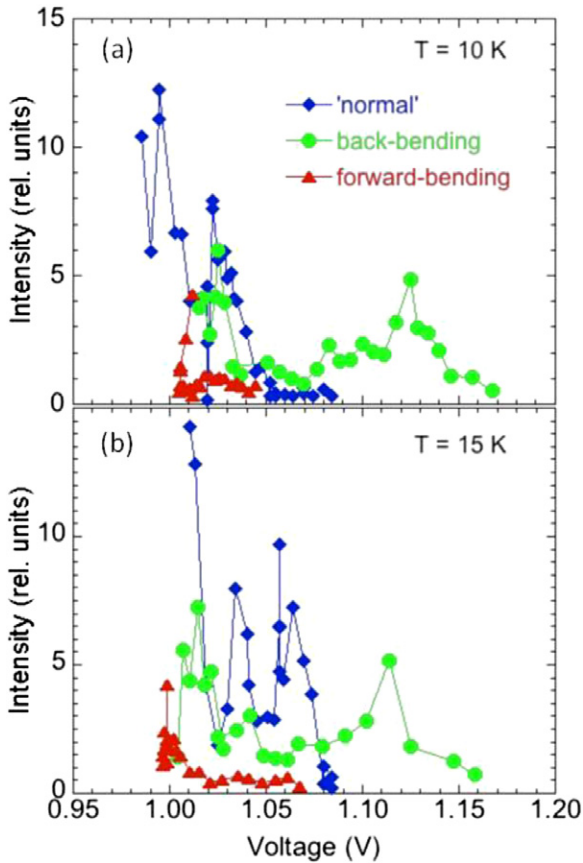 15
(a)
T = 10 K
Intensity (rel. units)
10
'normal'
back-bending
forward-bending
5
0
(b)
T = 15 K
Intensity (rel. units)
10
5
0
0.95 1.00 1.05 1.10 1.15 1.20
Voltage (V)